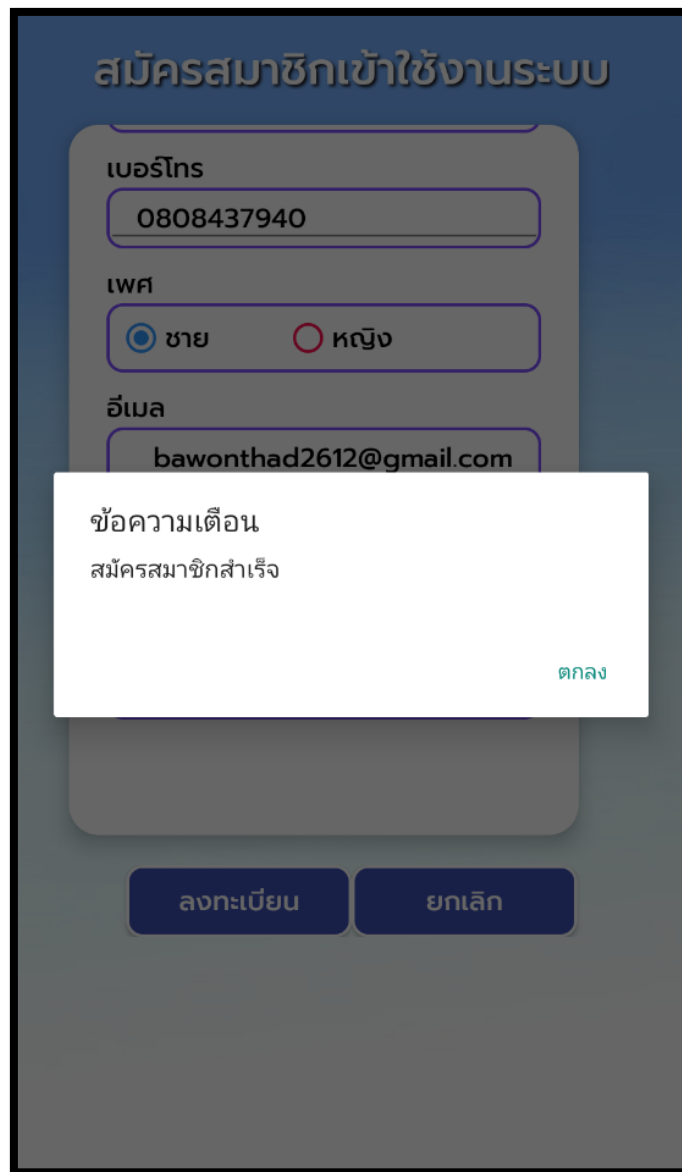 สมัครสมาชิกเข้าใช้งานระบบ
เบอร์โทร
0808437940
เพศ
ชาย หญิง
อีเมล
bawonthad2612@gmail.com
ข้อความเตือน
สมัครสมาชิกสำเร็จ
ตกลง
ลงทะเบียน ยกเลิก